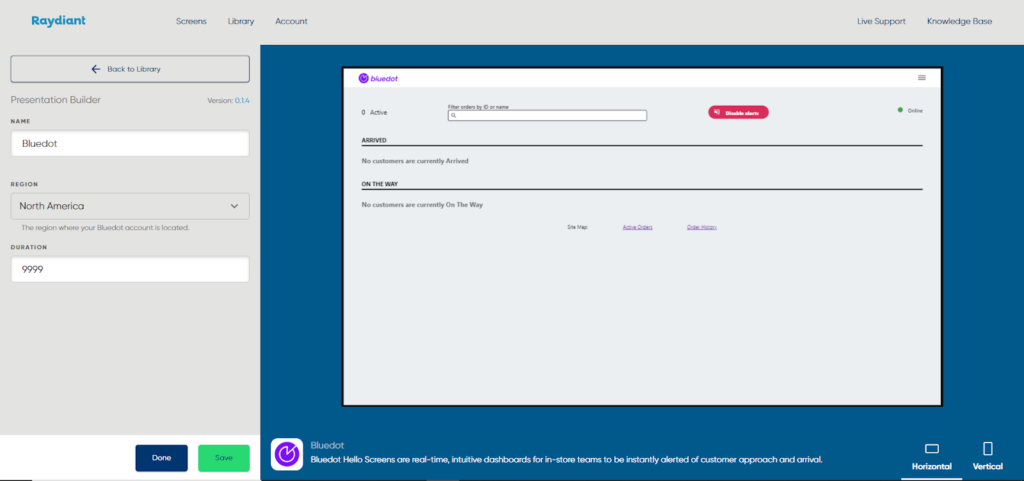 Raydiant
Screens
Library
Account
Live Support
Knowledge Base
Back to Library
Presentation Builder
Version: 0.1.4
NAME
Bluedot
REGION
North America
The region where your Bluedot account is located.
DURATION
9999
Done
Save
bluedot
0 Active
Filter orders by ID or name
Disable alerts
Online
ARRIVED
No customers are currently Arrived
ON THE WAY
No customers are currently On The Way
Site Map:
Active Orders
Order History
Bluedot
Bluedot Hello Screens are real-time, intuitive dashboards for in-store teams to be instantly alerted of customer approach and arrival.
Horizontal
Vertical